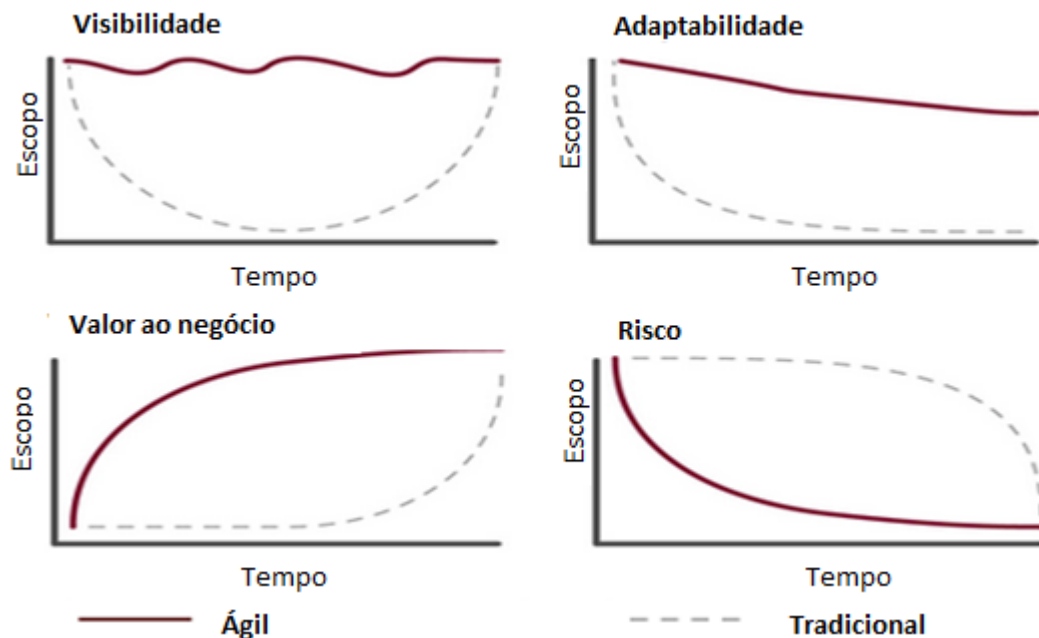 Visibilidade
Adaptabilidade
Escopo
Escopo
Tempo
Tempo
Valor ao negócio
Risco
Escopo
Escopo
Tempo
Tempo
Ágil
Tradicional